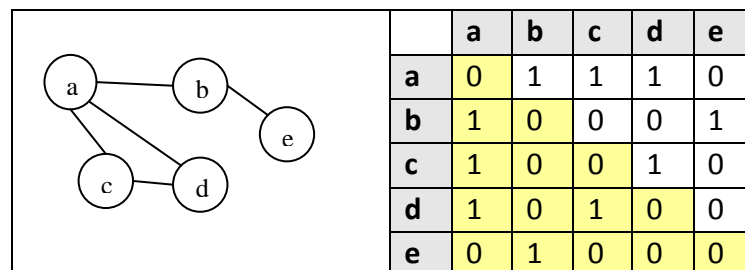 a b c d e
a 0 1 1 1 0
b 1 0 0 0 1
c 1 0 0 1 0
d 1 0 1 0 0
e 0 1 0 0 0
a
b
e
c
d